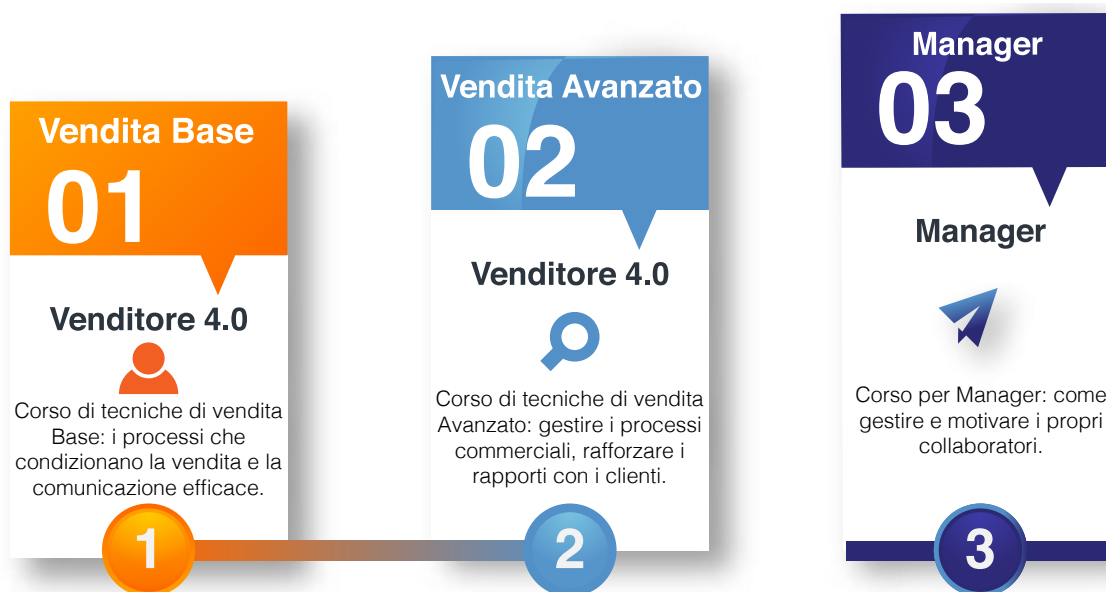 Vendita Base
01
Venditore 4.0
Corso di tecniche di vendita
Base: i processi che
condizionano la vendita e la
comunicazione efficace.
1
Vendita Avanzato
02
Venditore 4.0
Corso di tecniche di vendita
Avanzato: gestire i processi
commerciali, rafforzare i
rapporti con i clienti.
2
Manager
03
Manager
Corso per Manager: come
gestire e motivare i propri
collaboratori.
3